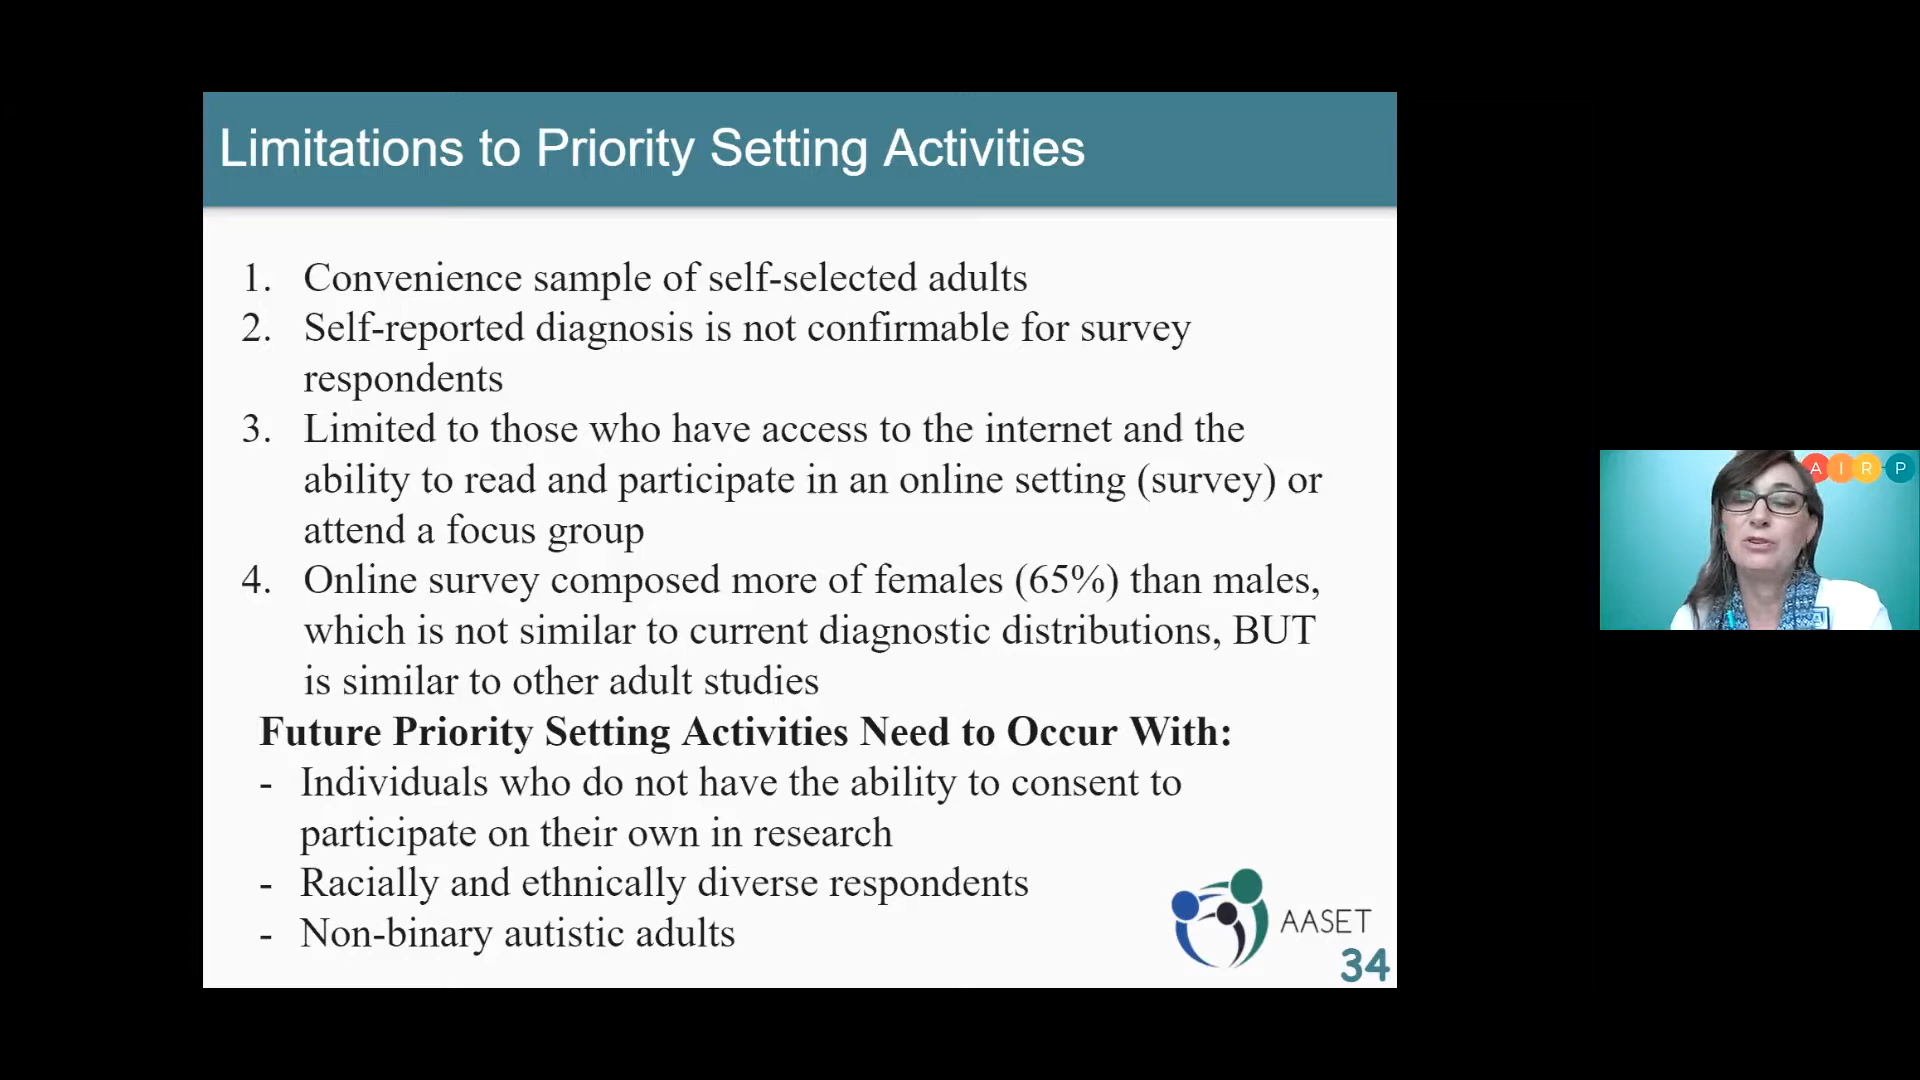 Limitations to Priority Setting Activities
1. Convenience sample of self-selected adults
2. Self-reported diagnosis is not confirmable for survey
respondents
3. Limited to those who have access to the internet and the
ability to read and participate in an online setting (survey) or
attend a focus group
4. Online survey composed more of females (65%) than males,
which is not similar to current diagnostic distributions, BUT
is similar to other adult studies
Future Priority Setting Activities Need to Occur With:
- Individuals who do not have the ability to consent to
participate on their own in research
- Racially and ethnically diverse respondents
- Non-binary autistic adults
AASET
34
A I R - P